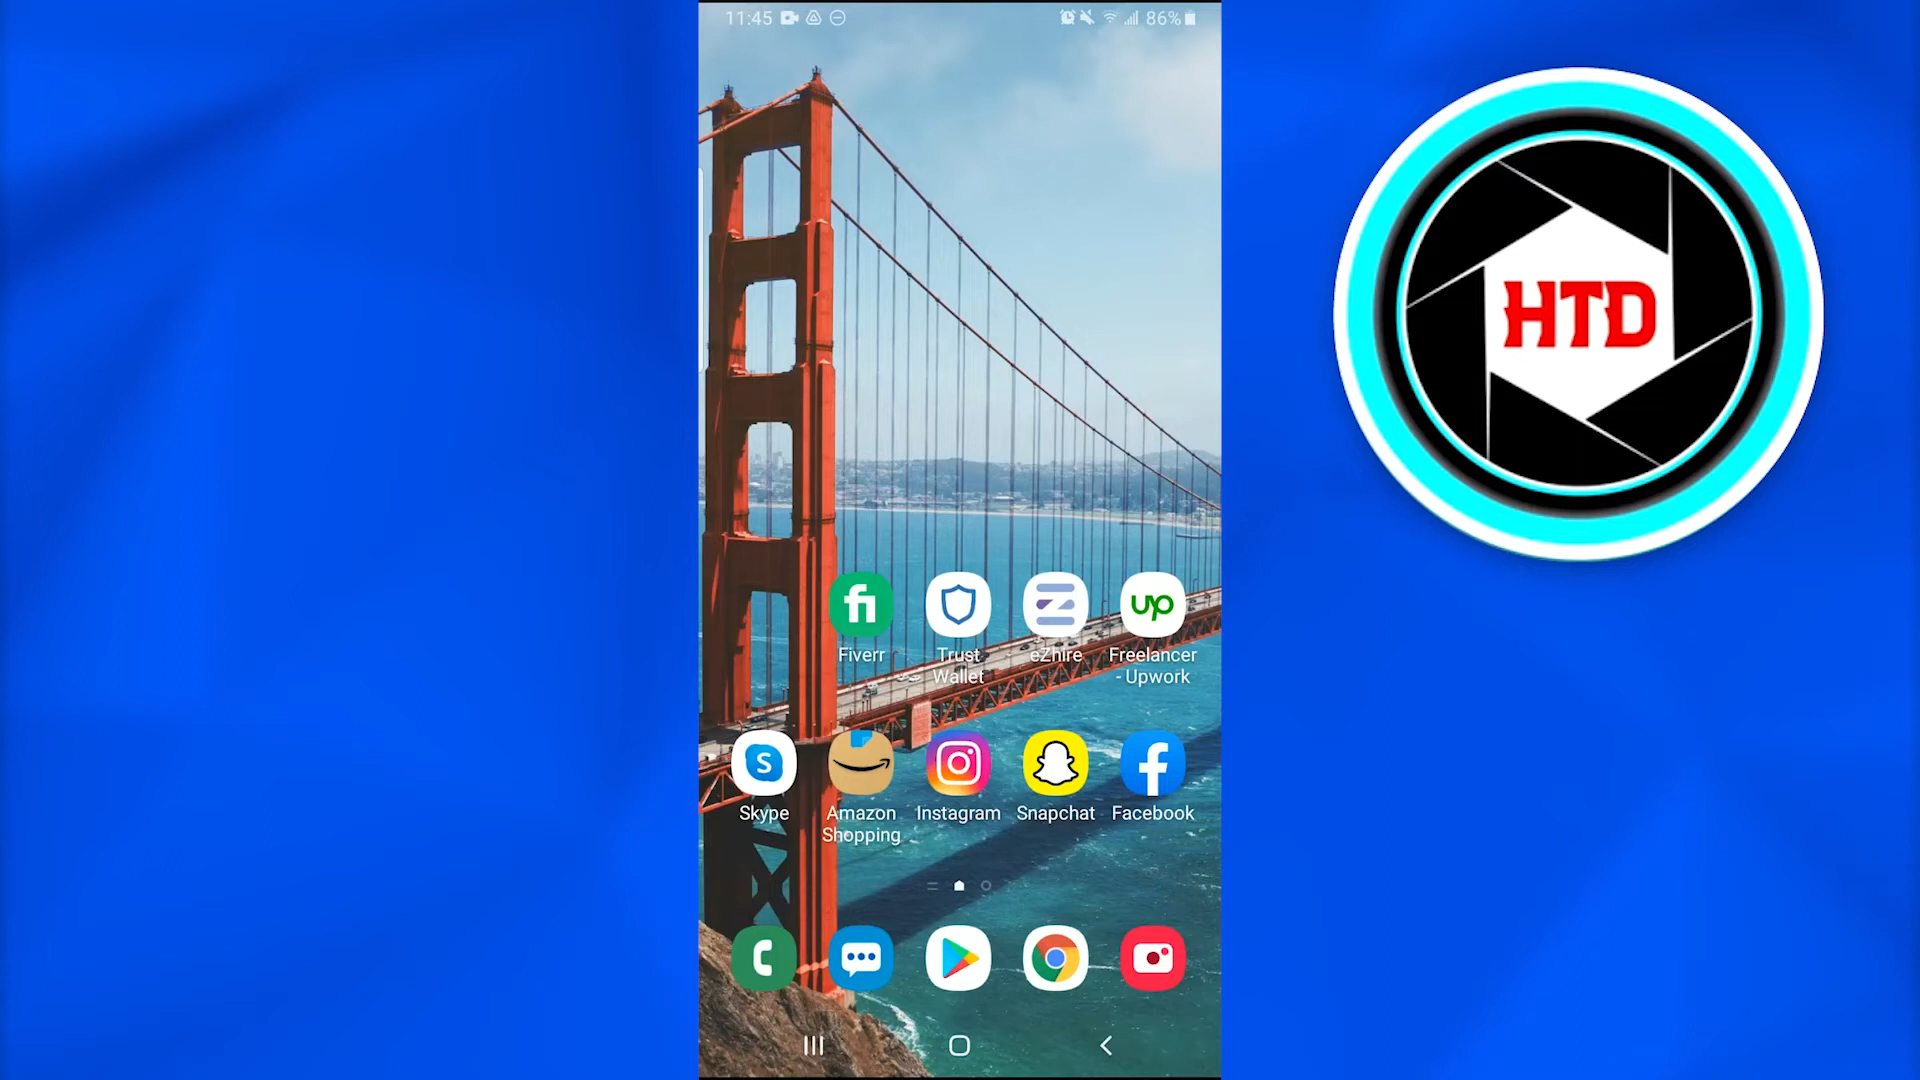 11:45
86%
HTD
Fiverr
Trust
Wallet
eZhire
Freelancer
- Upwork
Skype
Amazon
Shopping
Instagram
Snapchat
Facebook